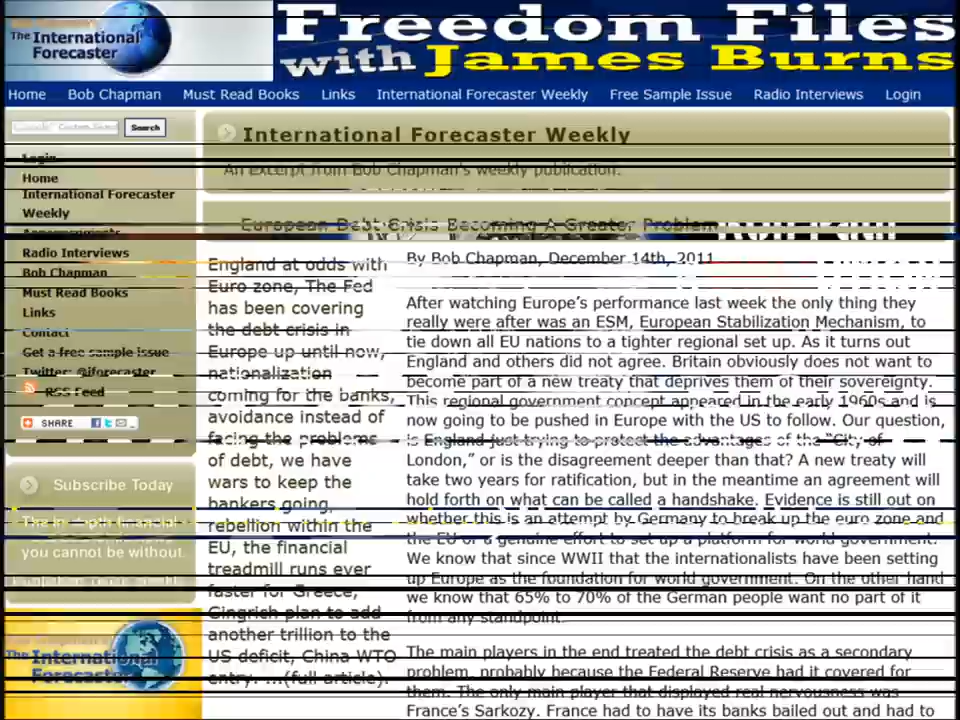 The International
Forecaster
Freedom Files
with James Burns
Home Bob Chapman Must Read Books Links International Forecaster Weekly Free Sample Issue Radio Interviews Login
Search
Login
Home
International Forecaster
Weekly
Announcements
Radio Interviews
Bob Chapman
Must Read Books
Links
Contact
Get a free sample issue
Twitter: @iforecaster
RSS Feed
SHARE
Subscribe Today
The in-depth financial
you cannot be without.
The International
Forecaster
International Forecaster Weekly
An excerpt from Bob Chapman's weekly publication.
European Debt Crisis Becoming A Greater Problem
England at odds with
Euro zone, The Fed
has been covering
the debt crisis in
Europe up until now,
nationalization
coming for the banks,
avoidance instead of
facing the problems
of debt, we have
wars to keep the
bankers going,
rebellion within the
EU, the financial
treadmill runs ever
faster for Greece,
Gingrich plan to add
another trillion to the
US deficit, China WTO
entry. ...(full article).
By Bob Chapman, December 14th, 2011
After watching Europe's performance last week the only thing they
really were after was an ESM, European Stabilization Mechanism, to
tie down all EU nations to a tighter regional set up. As it turns out
England and others did not agree. Britain obviously does not want to
become part of a new treaty that deprives them of their sovereignty.
This regional government concept appeared in the early 1960s and is
now going to be pushed in Europe with the US to follow. Our question,
is England just trying to protect the advantages of the “City of
London,” or is the disagreement deeper than that? A new treaty will
take two years for ratification, but in the meantime an agreement will
hold forth on what can be called a handshake. Evidence is still out on
whether this is an attempt by Germany to break up the euro zone and
the EU or a genuine effort to set up a platform for world government.
We know that since WWII that the internationalists have been setting
up Europe as the foundation for world government. On the other hand
we know that 65% to 70% of the German people want no part of it
from any standpoint.
The main players in the end treated the debt crisis as a secondary
problem, probably because the Federal Reserve had it covered for
them. The only main player that displayed real nervousness was
France's Sarkozy. France had to have its banks bailed out and had to